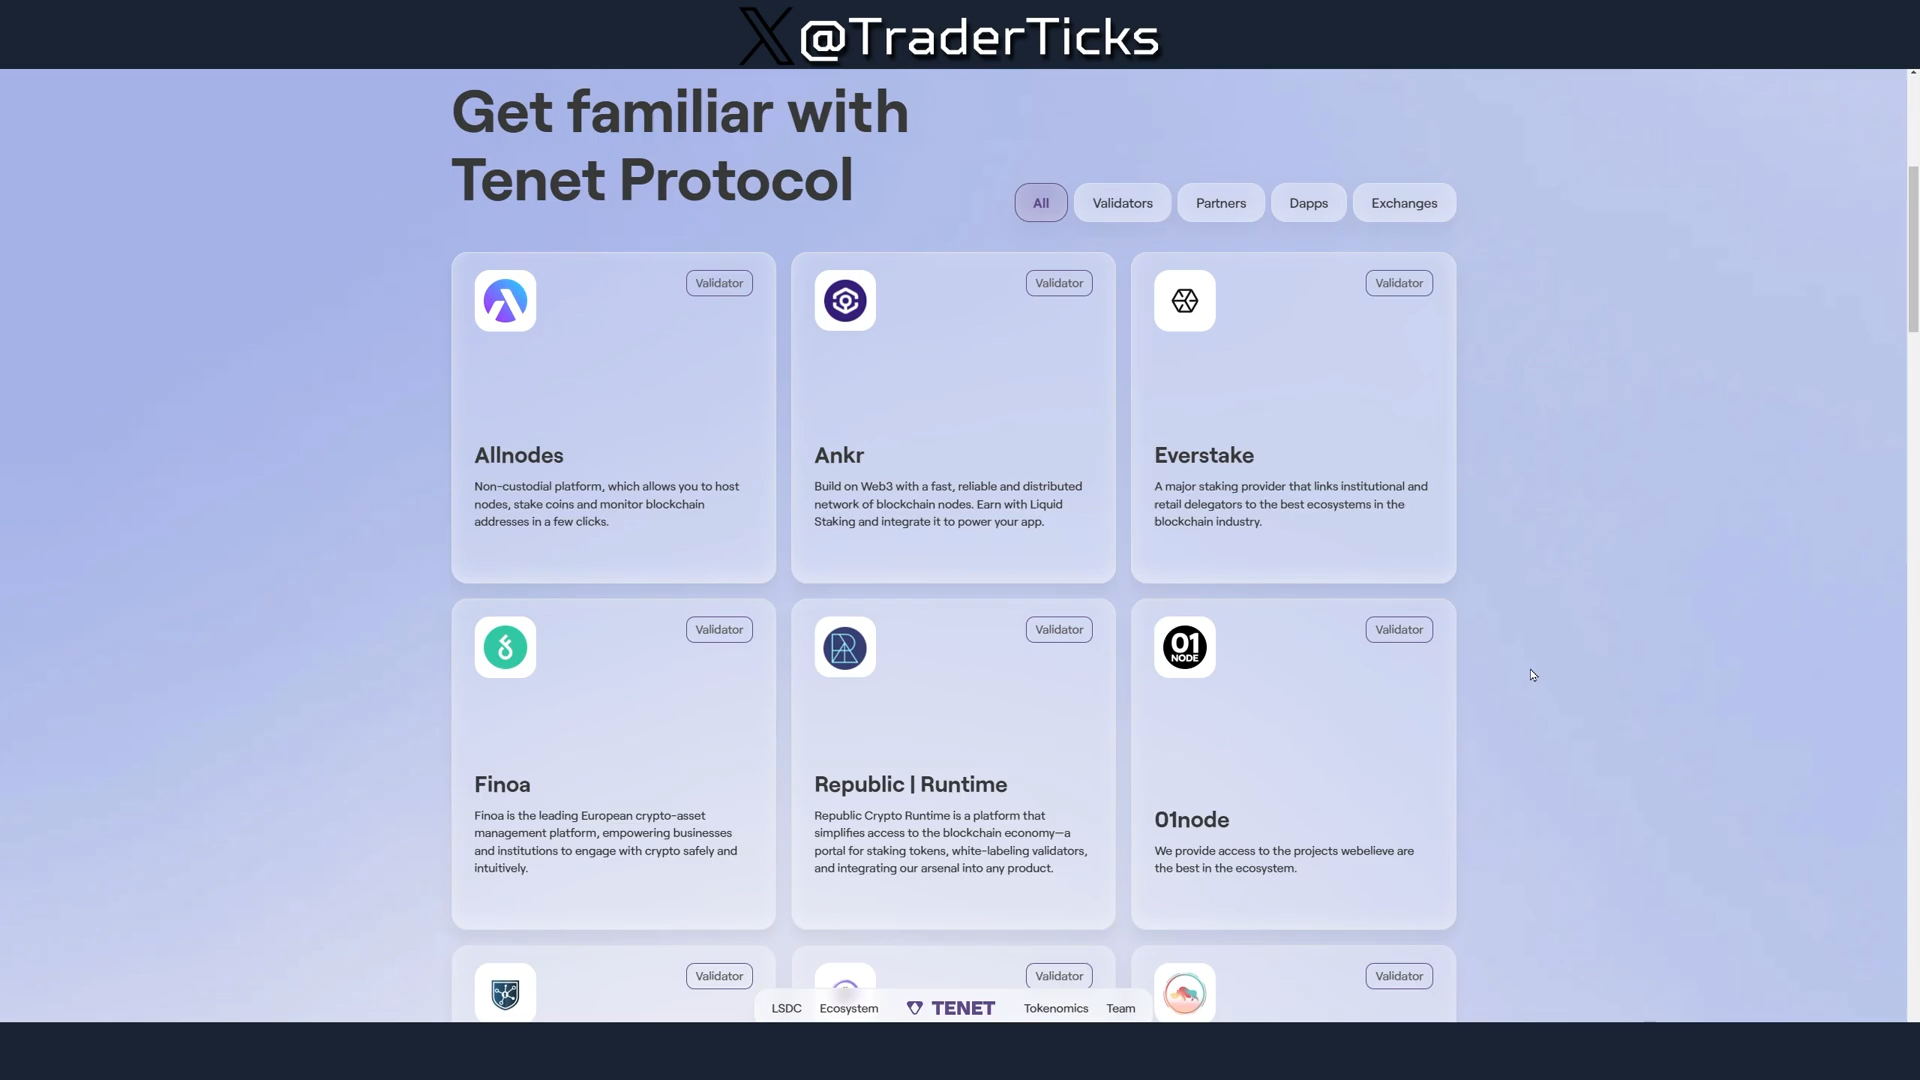 @TraderTicks
Get familiar with
Tenet Protocol
All
Validators
Partners
Dapps
Exchanges
Validator
Allnodes
Non-custodial platform, which allows you to host
nodes, stake coins and monitor blockchain
addresses in a few clicks.
Validator
Ankr
Build on Web3 with a fast, reliable and distributed
network of blockchain nodes. Earn with Liquid
Staking and integrate it to power your app.
Validator
Everstake
A major staking provider that links institutional and
retail delegators to the best ecosystems in the
blockchain industry.
Validator
Finoa
Finoa is the leading European crypto-asset
management platform, empowering businesses
and institutions to engage with crypto safely and
intuitively.
Validator
Republic | Runtime
Republic Crypto Runtime is a platform that
simplifies access to the blockchain economy—a
portal for staking tokens, white-labeling validators,
and integrating our arsenal into any product.
01
NODE
Validator
01node
We provide access to the projects webelieve are
the best in the ecosystem.
Validator
Validator
Validator
LSDC
Ecosystem
TENET
Tokenomics
Team